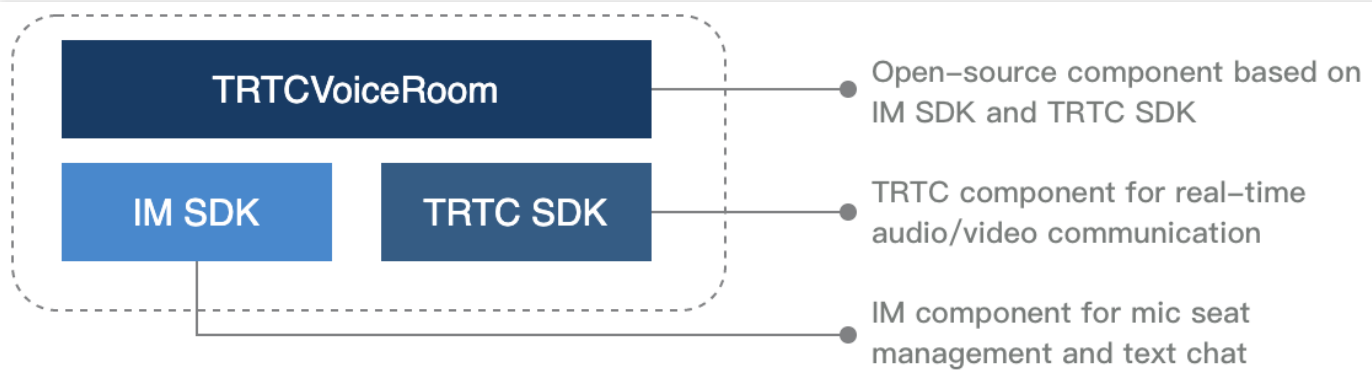 TRTCVoiceRoom
Open-source component based on
IM SDK and TRTC SDK
IM SDK
TRTC SDK
TRTC component for real-time
audio/video communication
IM component for mic seat
management and text chat